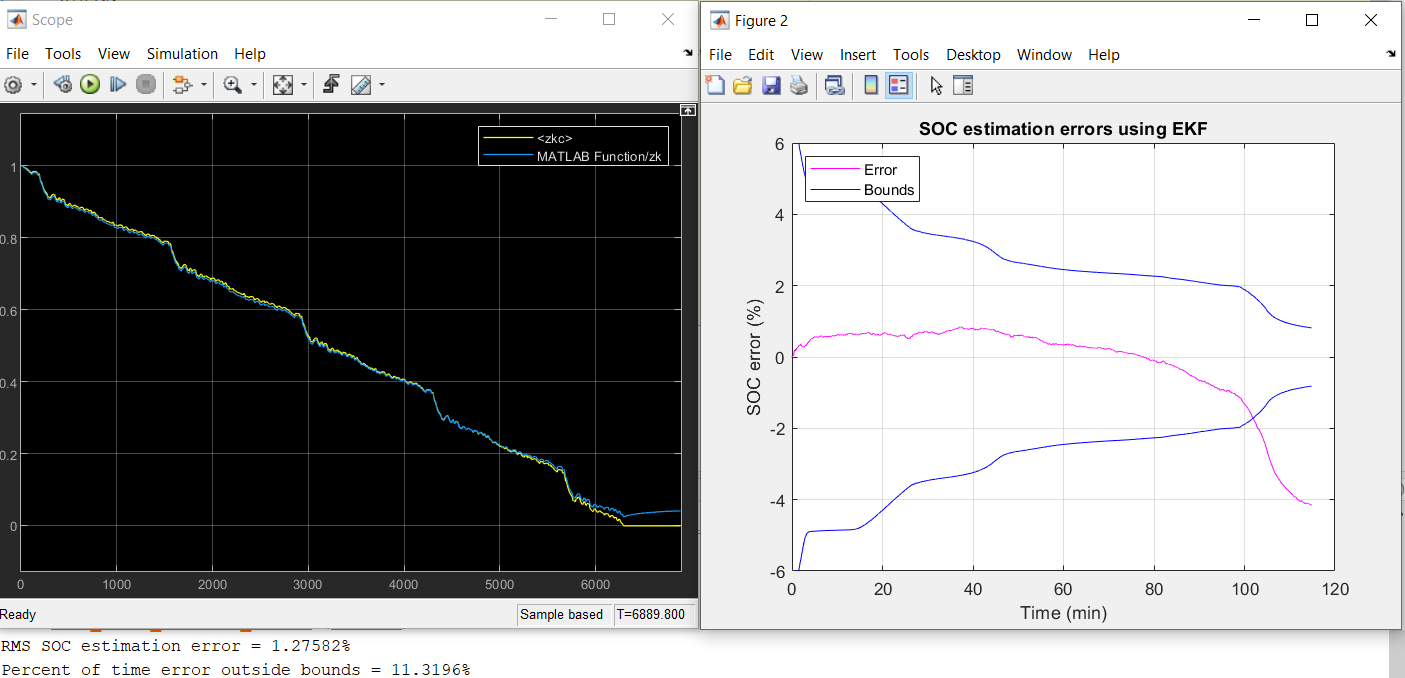 Scope
File Tools View Simulation Help
<zkc>
MATLAB Function/zk
1
0.8
0.6
0.4
0.2
0
0 1000 2000 3000 4000 5000 6000
Ready Sample based T=6889.800
Figure 2
File Edit View Insert Tools Desktop Window Help
SOC estimation errors using EKF
Error
Bounds
6
4
2
0
-2
-4
-6
SOC error (%)
0 20 40 60 80 100 120
Time (min)
RMS SOC estimation error = 1.27582%
Percent of time error outside bounds = 11.3196%